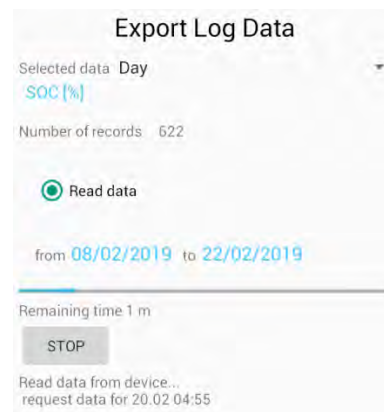 Export Log Data
Selected data Day
SOC [%]
Number of records 622
Read data
from 08/02/2019 to 22/02/2019
Remaining time 1 m
STOP
Read data from device...
request data for 20.02 04:55